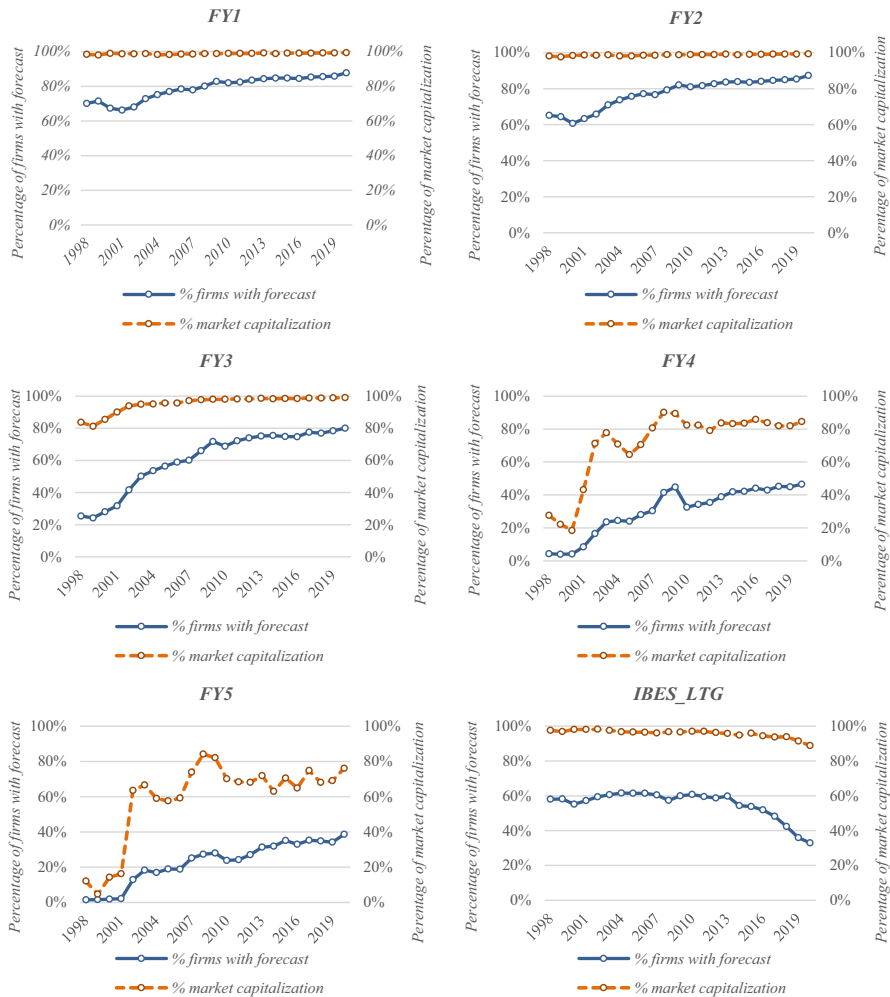 FY1
Percentage of firms with forecast
100%
80%
60%
40%
20%
0%
100%
80%
60%
40%
20%
0%
Perentage of market capitalization
1998 2001 2004 2007 2010 2013 2016 2019
% firms with forecast
% market capitalization
FY2
Percentage of firms with forecast
100%
80%
60%
40%
20%
0%
100%
80%
60%
40%
20%
0%
Perentage of market capitalization
1998 2001 2004 2007 2010 2013 2016 2019
% firms with forecast
% market capitalization
FY3
Percentage of firms with forecast
100%
80%
60%
40%
20%
0%
100%
80%
60%
40%
20%
0%
Perentage of market capitalization
1998 2001 2004 2007 2010 2013 2016 2019
% firms with forecast
% market capitalization
FY4
Percentage of firms with forecast
100%
80%
60%
40%
20%
0%
100%
80%
60%
40%
20%
0%
Perentage of market capitalization
1998 2001 2004 2007 2010 2013 2016 2019
% firms with forecast
% market capitalization
FY5
Percentage of firms with forecast
100%
80%
60%
40%
20%
0%
100%
80%
60%
40%
20%
0%
Perentage of market capitalization
1998 2001 2004 2007 2010 2013 2016 2019
% firms with forecast
% market capitalization
IBES_LTG
Percentage of firms with forecast
100%
80%
60%
40%
20%
0%
100%
80%
60%
40%
20%
0%
Perentage of market capitalization
1998 2001 2004 2007 2010 2013 2016 2019
% firms with forecast
% market capitalization